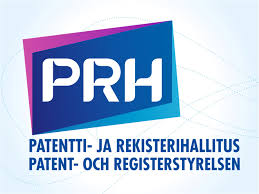 PRH
PATENTTI- JA REKISTERIHALLITUS
PATENT- OCH REGISTERSTYRELSEN